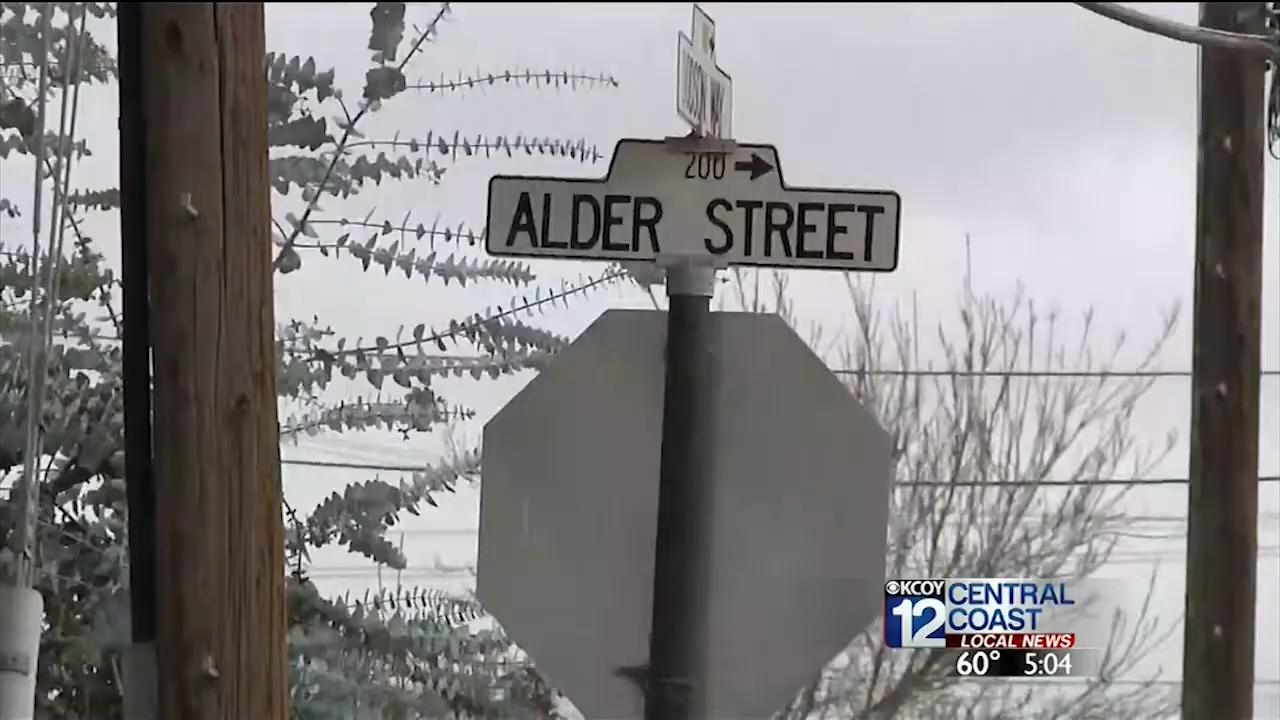 200 →
ALDER STREET
KCOY
12
CENTRAL
COAST
LOCAL NEWS
60° 5:04